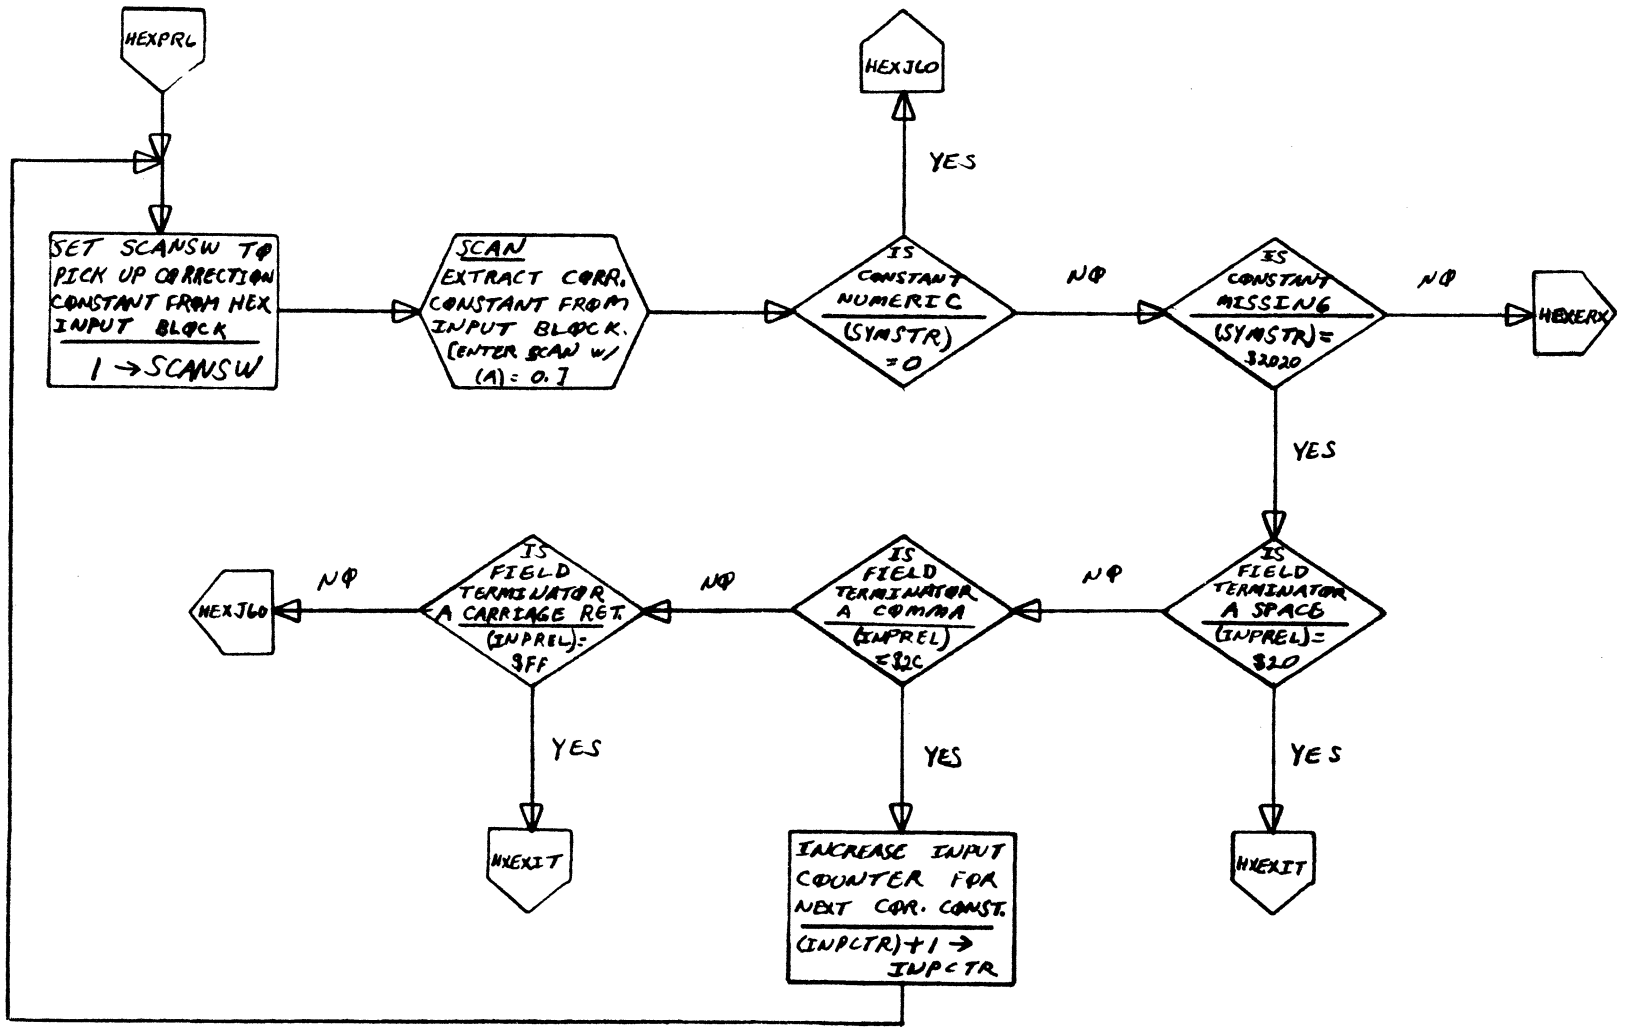 HEXPRL
HEXJ60
YES
SET SCANSW TO
PICK UP CORRECTION
CONSTANT FROM HEX
INPUT BLOCK
1 → SCANSW
SCAN
EXTRACT CORR.
CONSTANT FROM
INPUT BLOCK.
[ENTER SCAN W/
(A) = 0.]
IS
CONSTANT
NUMERIC
(SYMSTR)
= 0
NO
IS
CONSTANT
MISSING
(SYMSTR) =
$2020
NO
HEXERX
YES
IS
FIELD
TERMINATOR
A SPACE
(INPREL) =
$20
NO
IS
FIELD
TERMINATOR
A COMMA
(INPREL)
= $2C
NO
IS
FIELD
TERMINATOR
A CARRIAGE RET.
(INPREL) =
$FF
NO
HEXJ60
YES
HXEXIT
YES
INCREASE INPUT
COUNTER FOR
NEXT COR. CONST.
(INPCTR) + 1 →
INPCTR
YES
HXEXIT